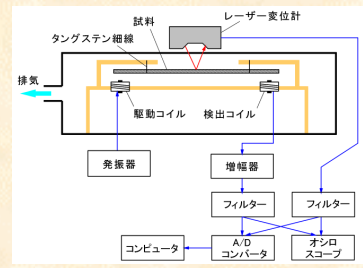 レーザー変位計
試料
タングステン細線
排気
駆動コイル
検出コイル
発振器
増幅器
フィルター
フィルター
コンピュータ
A/D
コンバータ
オシロ
スコープ